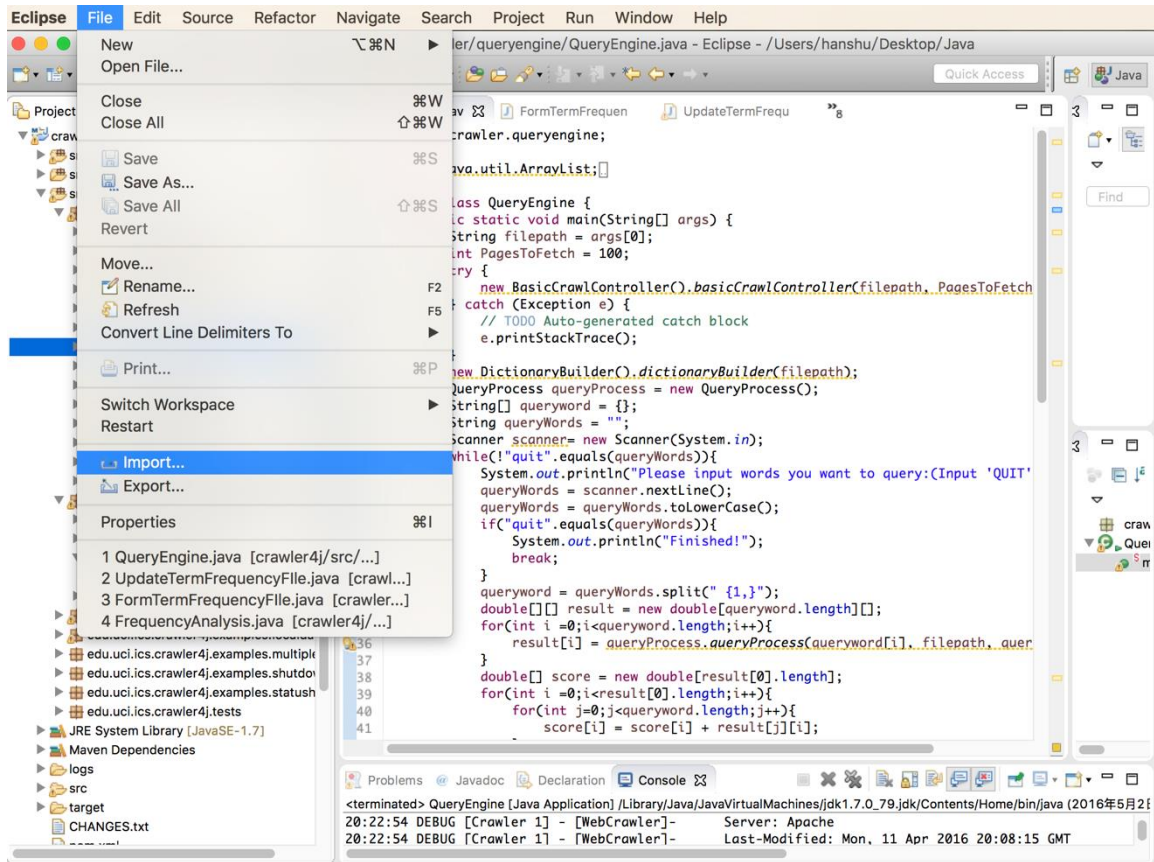 Eclipse File Edit Source Refactor Navigate Search Project Run Window Help
ler/queryengine/QueryEngine.java - Eclipse - /Users/hanshu/Desktop/Java
Quick Access
Java
New ⌥⌘N
Open File...
Close ⌘W
Close All ⇧⌘W
Save ⌘S
Save As...
Save All ⇧⌘S
Revert
Move...
Rename... F2
Refresh F5
Convert Line Delimiters To
Print... ⌘P
Switch Workspace
Restart
Import...
Export...
Properties ⌘I
1 QueryEngine.java [crawler4j/src/...]
2 UpdateTermFrequencyFIle.java [crawl...]
3 FormTermFrequencyFIle.java [crawler...]
4 FrequencyAnalysis.java [crawler4j/...]
Project
craw
edu.uci.ics.crawler4j.examples.multiple
edu.uci.ics.crawler4j.examples.shutdov
edu.uci.ics.crawler4j.examples.statush
edu.uci.ics.crawler4j.tests
JRE System Library [JavaSE-1.7]
Maven Dependencies
logs
src
target
CHANGES.txt
av FormTermFrequen UpdateTermFrequ »8
crawler.queryengine;
ava.util.ArrayList;
lass QueryEngine {
ic static void main(String[] args) {
String filepath = args[0];
int PagesToFetch = 100;
try {
new BasicCrawlController().basicCrawlController(filepath, PagesToFetch
} catch (Exception e) {
// TODO Auto-generated catch block
e.printStackTrace();
}
new DictionaryBuilder().dictionaryBuilder(filepath);
QueryProcess queryProcess = new QueryProcess();
String[] queryword = {};
String queryWords = "";
Scanner scanner= new Scanner(System.in);
while(!"quit".equals(queryWords)){
System.out.println("Please input words you want to query:(Input 'QUIT'
queryWords = scanner.nextLine();
queryWords = queryWords.toLowerCase();
if("quit".equals(queryWords)){
System.out.println("Finished!");
break;
}
queryword = queryWords.split(" {1,}");
double[][] result = new double[queryword.length][];
for(int i =0;i<queryword.length;i++){
36 result[i] = queryProcess.queryProcess(queryword[i], filepath, quer
37 }
38 double[] score = new double[result[0].length];
39 for(int i =0;i<result[0].length;i++){
40 for(int j=0;j<queryword.length;j++){
41 score[i] = score[i] + result[j][i];
Find
craw
Quer
m
Problems Javadoc Declaration Console
<terminated> QueryEngine [Java Application] /Library/Java/JavaVirtualMachines/jdk1.7.0_79.jdk/Contents/Home/bin/java (2016年5月2
20:22:54 DEBUG [Crawler 1] - [WebCrawler]- Server: Apache
20:22:54 DEBUG [Crawler 1] - [WebCrawler]- Last-Modified: Mon, 11 Apr 2016 20:08:15 GMT